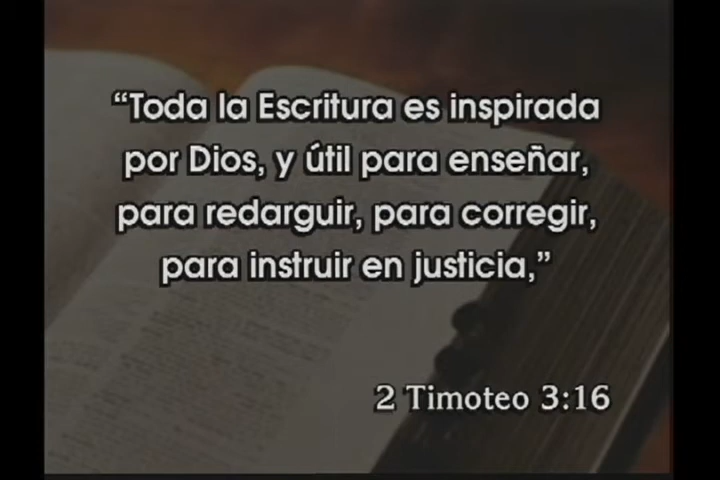 “Toda la Escritura es inspirada
por Dios, y útil para enseñar,
para redarguir, para corregir,
para instruir en justicia,”
2 Timoteo 3:16